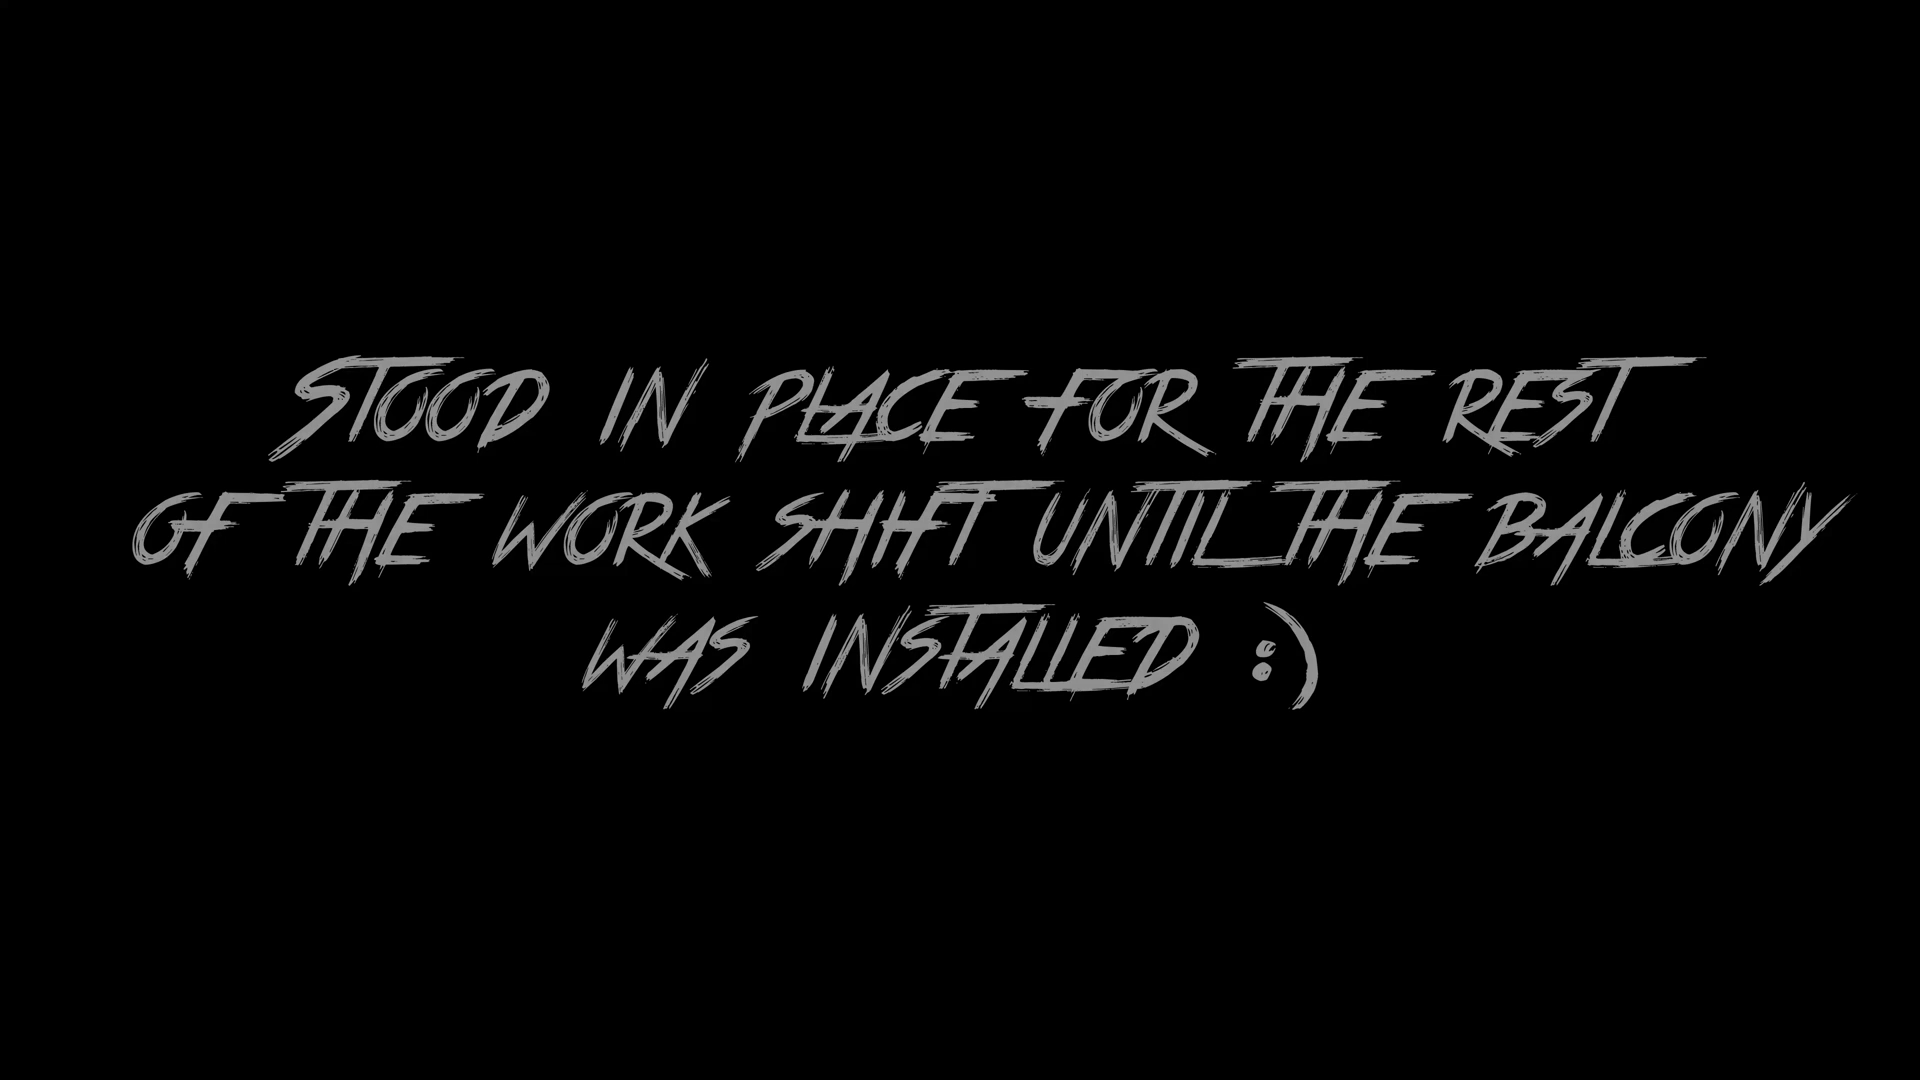 STOOD IN PLACE FOR THE REST
OF THE WORK SHIFT UNTIL THE BALCONY
WAS INSTALLED :)